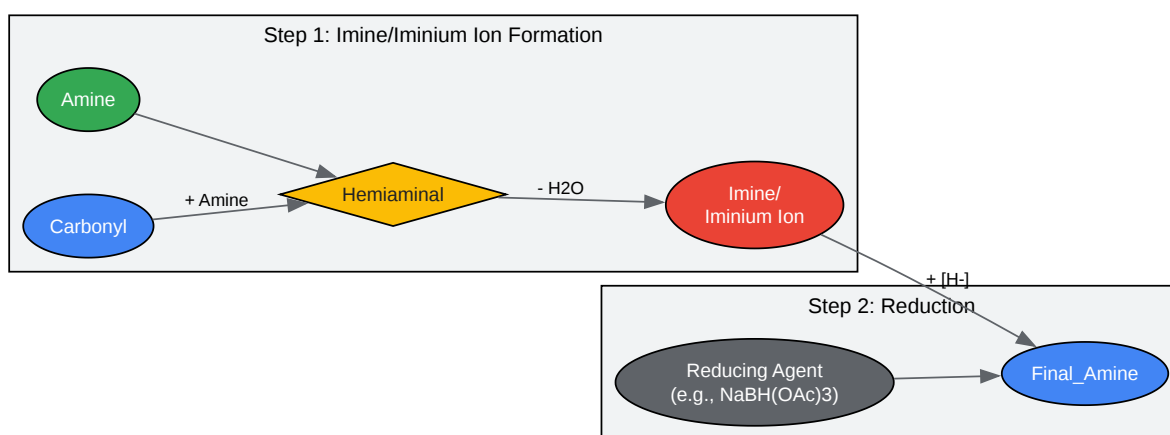 Step 1: Imine/Iminium Ion Formation
Amine
Carbonyl
+ Amine
Hemiaminal
- H2O
Imine/
Iminium Ion
+ [H-]
Step 2: Reduction
Reducing Agent
(e.g., NaBH(OAc)3)
Final_Amine